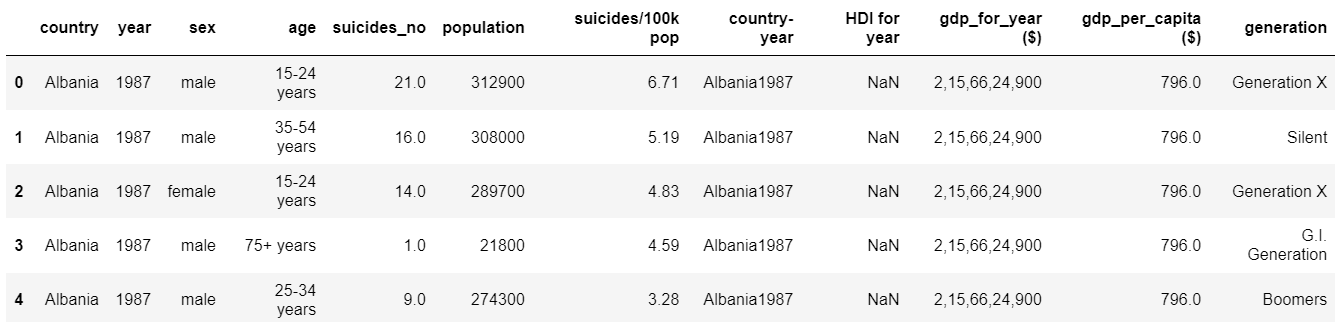 country year sex age suicides_no population suicides/100k pop country-year HDI for year gdp_for_year ($) gdp_per_capita ($) generation
0 Albania 1987 male 15-24 years 21.0 312900 6.71 Albania1987 NaN 2,15,66,24,900 796.0 Generation X
1 Albania 1987 male 35-54 years 16.0 308000 5.19 Albania1987 NaN 2,15,66,24,900 796.0 Silent
2 Albania 1987 female 15-24 years 14.0 289700 4.83 Albania1987 NaN 2,15,66,24,900 796.0 Generation X
3 Albania 1987 male 75+ years 1.0 21800 4.59 Albania1987 NaN 2,15,66,24,900 796.0 G.I. Generation
4 Albania 1987 male 25-34 years 9.0 274300 3.28 Albania1987 NaN 2,15,66,24,900 796.0 Boomers